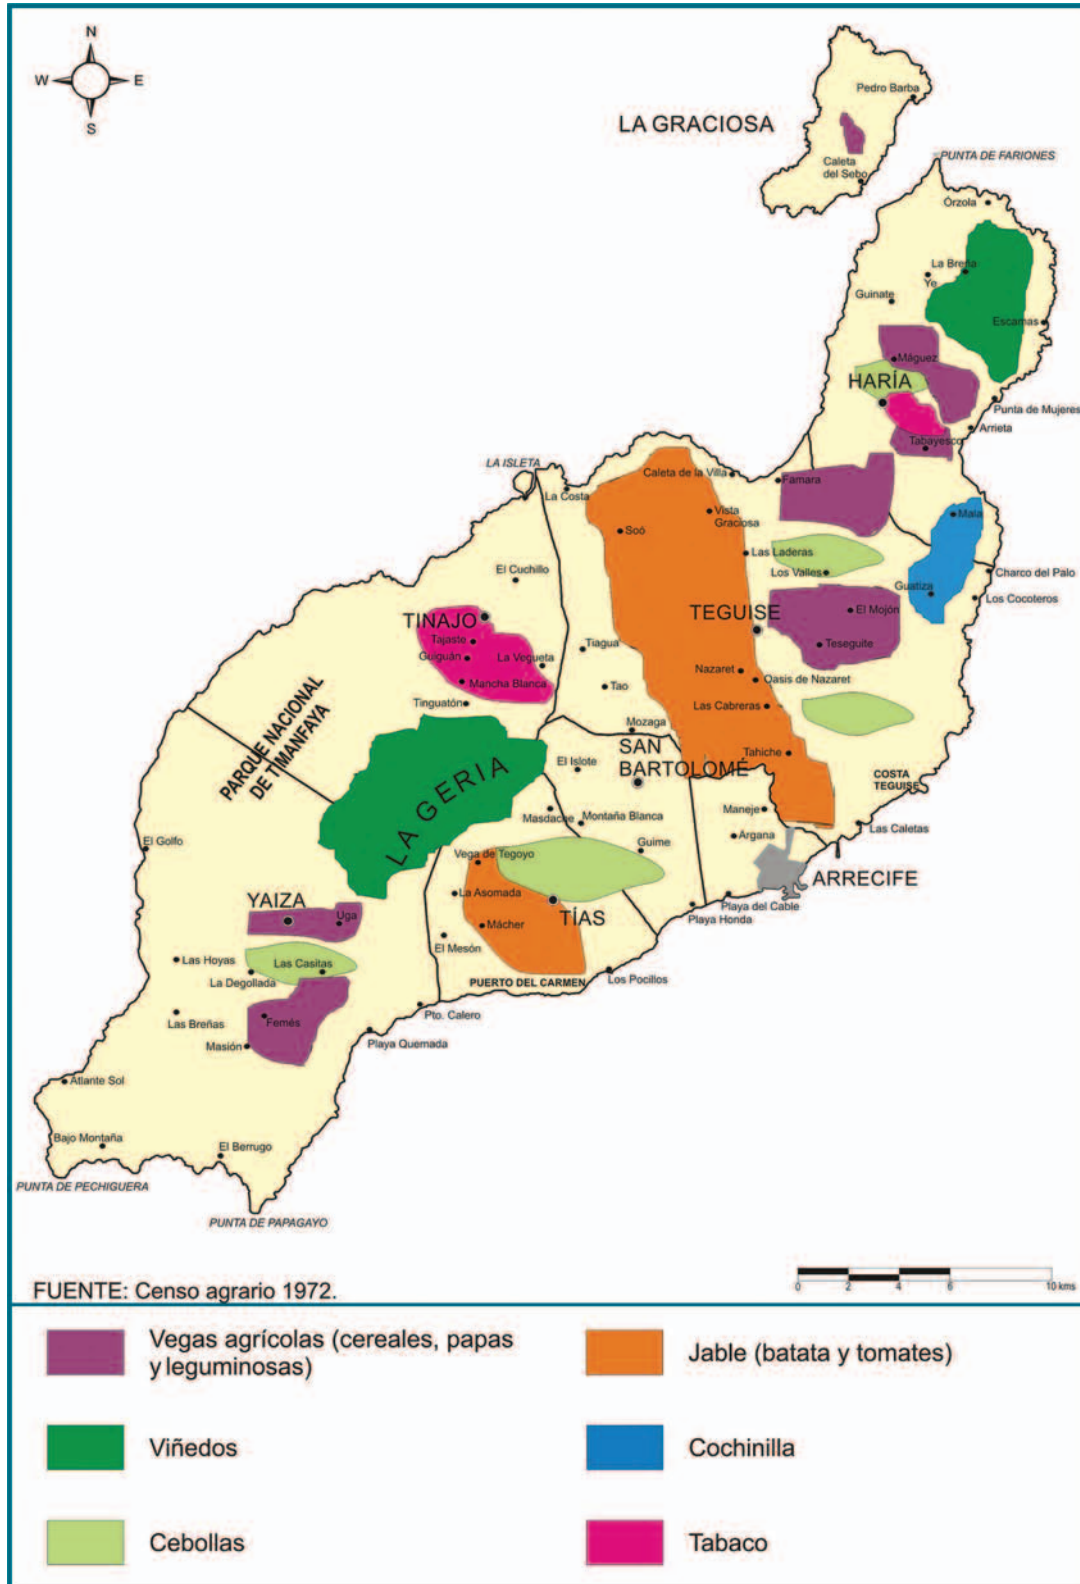 N
W
E
S
LA GRACIOSA
Pedro Barba
Caleta
del Sebo
PUNTA DE FARIONES
Órzola
La Breña
Ye
Guinate
Escamas
Máguez
HARÍA
Punta de Mujeres
Arrieta
Tabayesco
LA ISLETA
La Costa
Caleta de la Villa
Famara
Vista
Graciosa
Soó
Mala
Las Laderas
Los Valles
Charco del Palo
Guatiza
Los Cocoteros
El Cuchillo
TINAJO
Tajaste
Guiguán
La Vegueta
Mancha Blanca
Tinguatón
TEGUISE
El Mojón
Teseguite
Tiagua
Tao
Nazaret
Oasis de Nazaret
Las Cabreras
Mozaga
Tahiche
PARQUE NACIONAL
DE TIMANFAYA
SAN
BARTOLOMÉ
El Islote
COSTA
TEGUISE
LA GERIA
Masdache
Montaña Blanca
Maneje
Argana
Las Caletas
El Golfo
Güime
Vega de Tegoyo
ARRECIFE
La Asomada
TÍAS
Playa del Cable
Playa Honda
YAIZA
Uga
Mácher
El Mesón
Las Hoyas
Las Casitas
La Degollada
PUERTO DEL CARMEN
Los Pocillos
Las Breñas
Femés
Pto. Calero
Masión
Playa Quemada
Atlante Sol
Bajo Montaña
El Berrugo
PUNTA DE PECHIGUERA
PUNTA DE PAPAGAYO
FUENTE: Censo agrario 1972.
0 2 4 6 10 kms
Vegas agrícolas (cereales, papas
y leguminosas)
Jable (batata y tomates)
Viñedos
Cochinilla
Cebollas
Tabaco